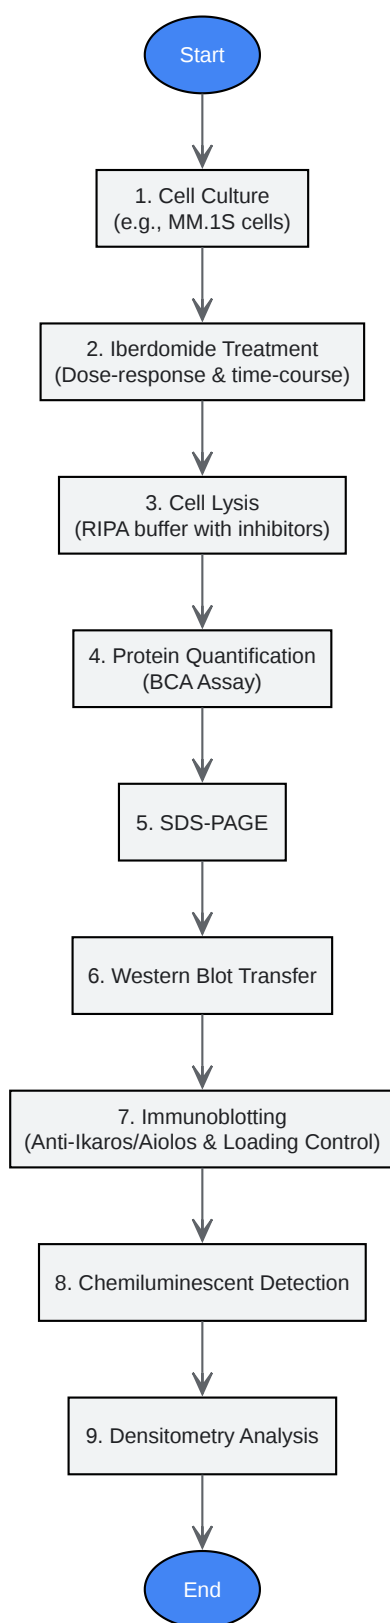 Start
1. Cell Culture
(e.g., MM.1S cells)
2. Iberdomide Treatment
(Dose-response & time-course)
3. Cell Lysis
(RIPA buffer with inhibitors)
4. Protein Quantification
(BCA Assay)
5. SDS-PAGE
6. Western Blot Transfer
7. Immunoblotting
(Anti-Ikaros/Aiolos & Loading Control)
8. Chemiluminescent Detection
9. Densitometry Analysis
End